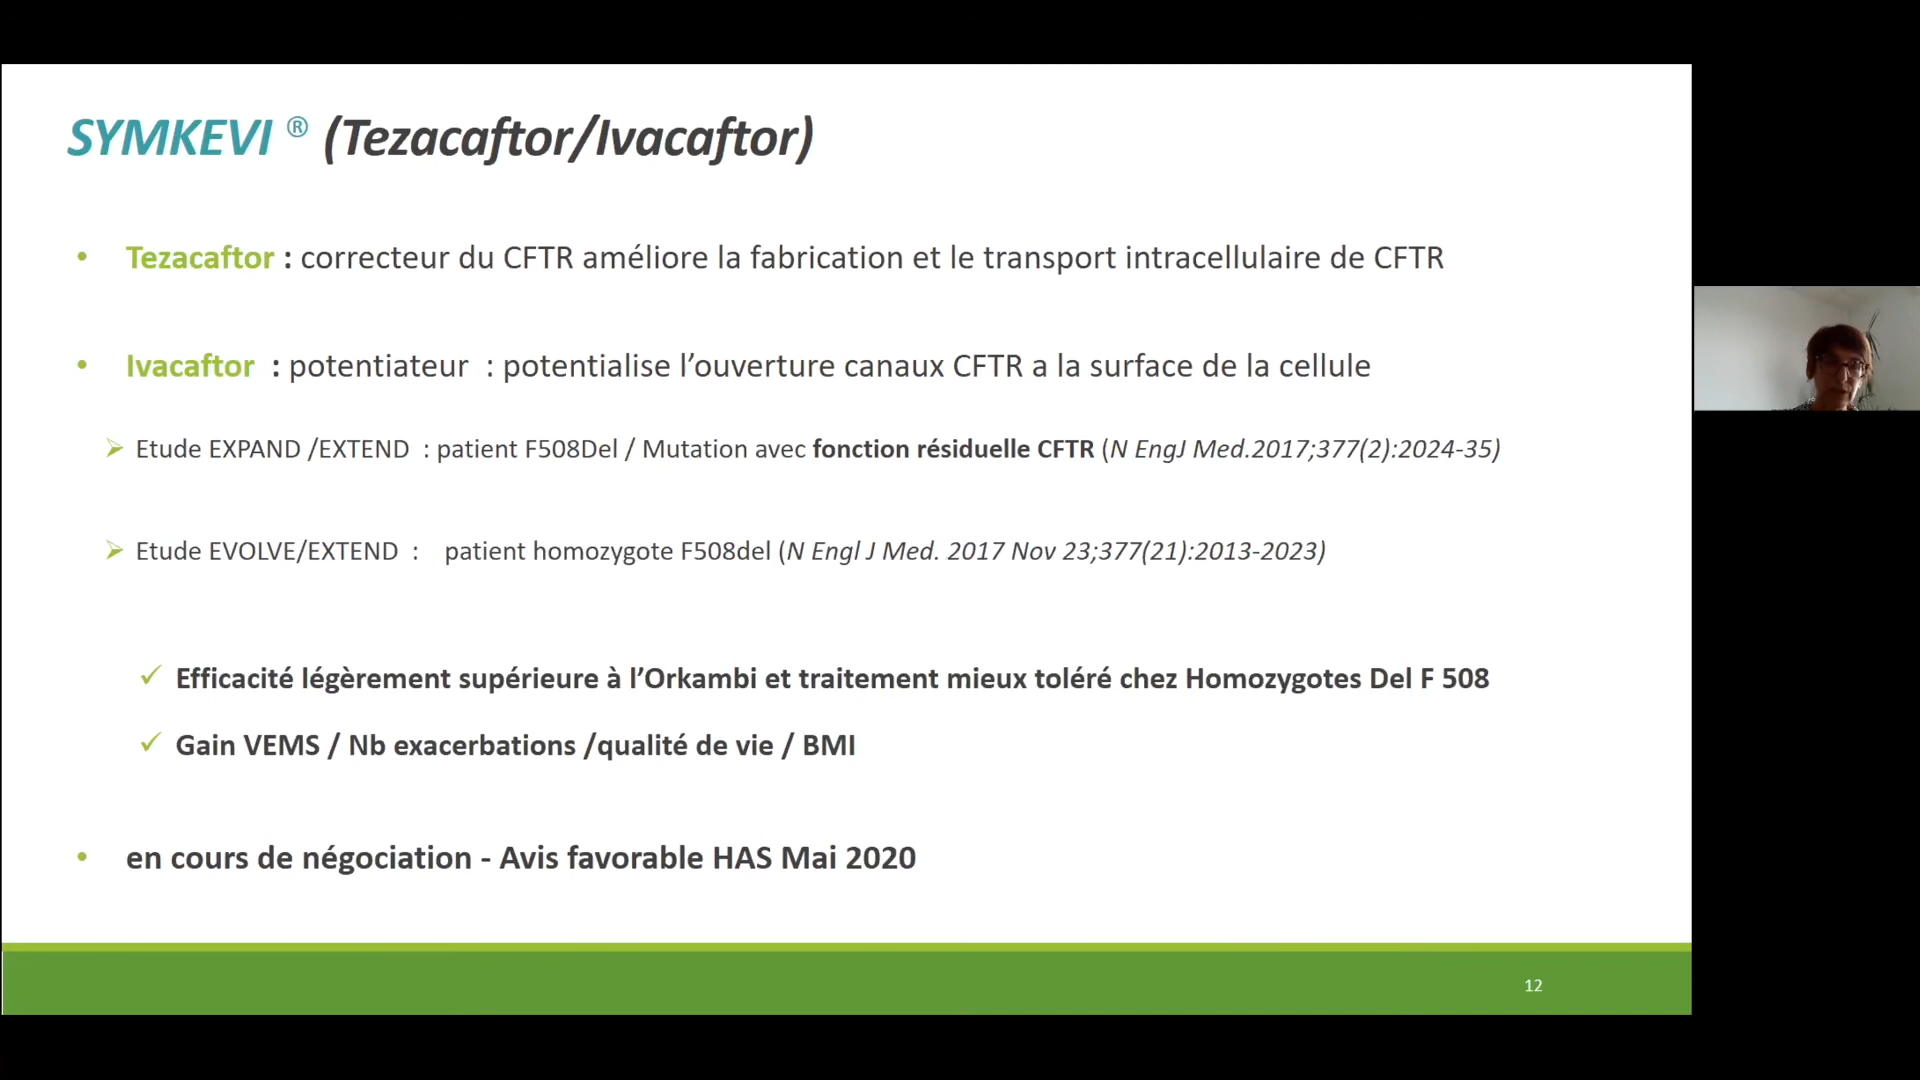 SYMKEVI ® (Tezacaftor/Ivacaftor)
• Tezacaftor : correcteur du CFTR améliore la fabrication et le transport intracellulaire de CFTR
• Ivacaftor : potentiateur : potentialise l’ouverture canaux CFTR a la surface de la cellule
➢ Etude EXPAND /EXTEND : patient F508Del / Mutation avec fonction résiduelle CFTR (N EngJ Med.2017;377(2):2024-35)
➢ Etude EVOLVE/EXTEND : patient homozygote F508del (N Engl J Med. 2017 Nov 23;377(21):2013-2023)
✓ Efficacité légèrement supérieure à l’Orkambi et traitement mieux toléré chez Homozygotes Del F 508
✓ Gain VEMS / Nb exacerbations /qualité de vie / BMI
• en cours de négociation - Avis favorable HAS Mai 2020
12